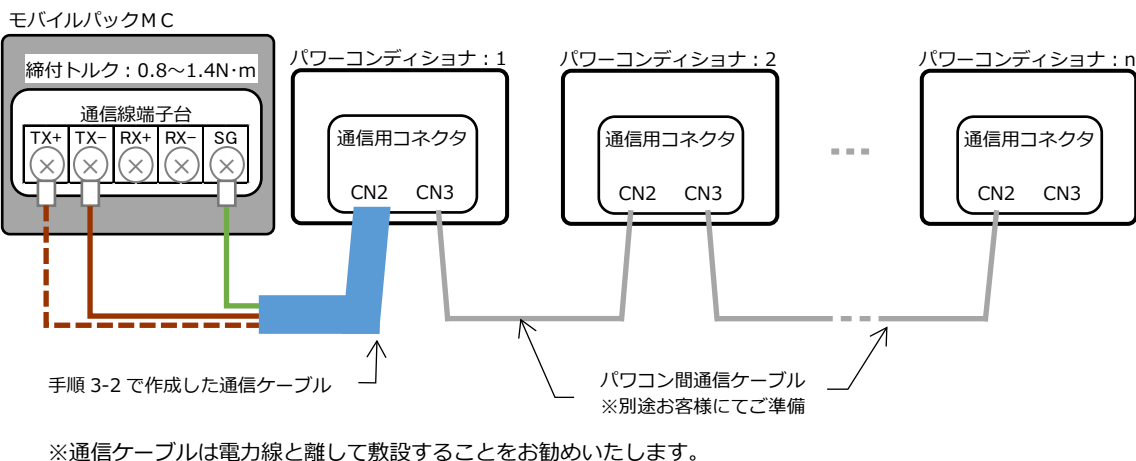 モバイルパックＭＣ
締付トルク：0.8～1.4N･m
通信線端子台
TX+ TX− RX+ RX− SG
パワーコンディショナ：1
通信用コネクタ
CN2 CN3
パワーコンディショナ：2
通信用コネクタ
CN2 CN3
パワーコンディショナ：n
通信用コネクタ
CN2 CN3
手順 3-2 で作成した通信ケーブル
パワコン間通信ケーブル
※別途お客様にてご準備
※通信ケーブルは電力線と離して敷設することをお勧めいたします。